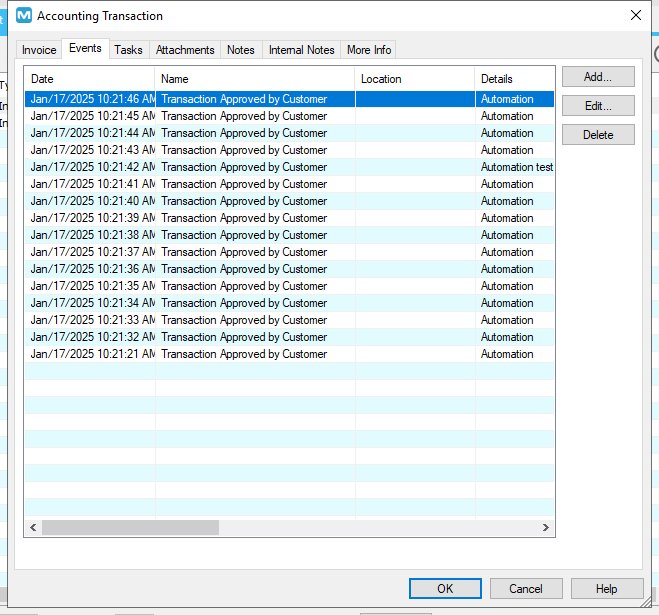 M Accounting Transaction
Invoice Events Tasks Attachments Notes Internal Notes More Info
Date Name Location Details Add...
Jan/17/2025 10:21:46 AM Transaction Approved by Customer Automation
Edit...
Jan/17/2025 10:21:45 AM Transaction Approved by Customer Automation
Jan/17/2025 10:21:44 AM Transaction Approved by Customer Automation
Delete
Jan/17/2025 10:21:43 AM Transaction Approved by Customer Automation
Jan/17/2025 10:21:42 AM Transaction Approved by Customer Automation test
Jan/17/2025 10:21:41 AM Transaction Approved by Customer Automation
Jan/17/2025 10:21:40 AM Transaction Approved by Customer Automation
Jan/17/2025 10:21:39 AM Transaction Approved by Customer Automation
Jan/17/2025 10:21:38 AM Transaction Approved by Customer Automation
Jan/17/2025 10:21:37 AM Transaction Approved by Customer Automation
Jan/17/2025 10:21:36 AM Transaction Approved by Customer Automation
Jan/17/2025 10:21:35 AM Transaction Approved by Customer Automation
Jan/17/2025 10:21:34 AM Transaction Approved by Customer Automation
Jan/17/2025 10:21:33 AM Transaction Approved by Customer Automation
Jan/17/2025 10:21:32 AM Transaction Approved by Customer Automation
Jan/17/2025 10:21:21 AM Transaction Approved by Customer Automation
OK Cancel Help